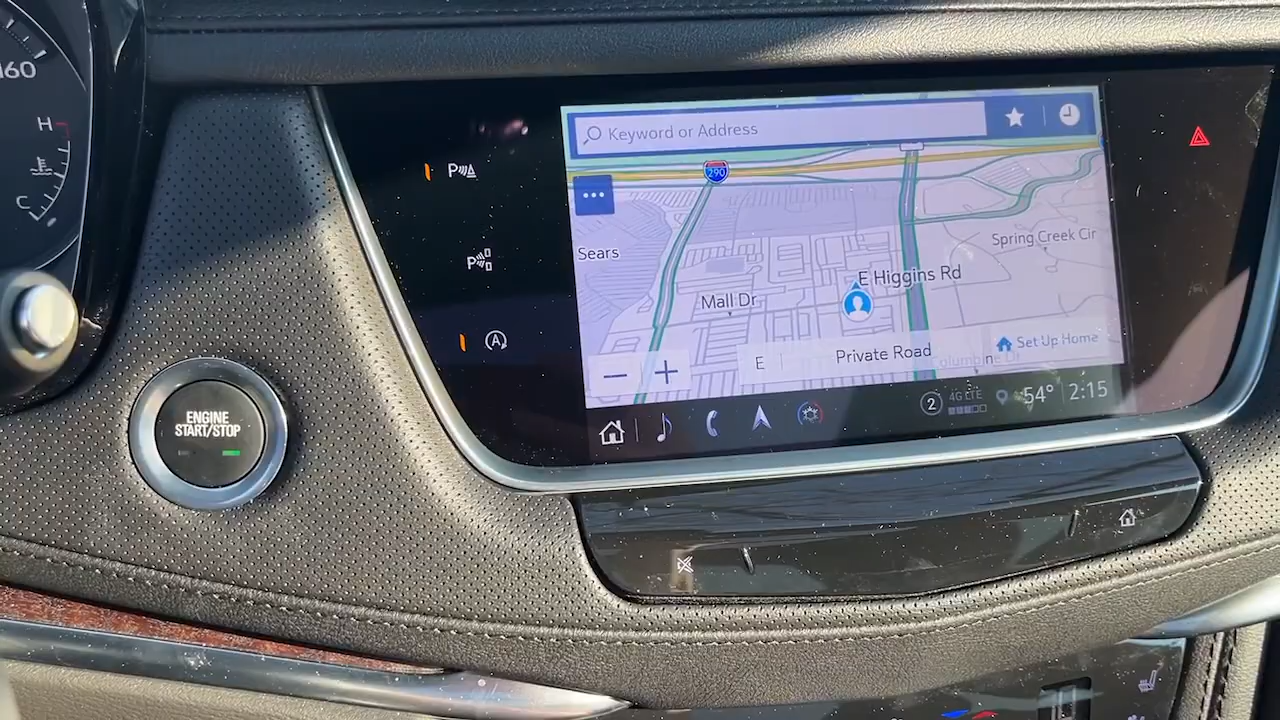 160
H
C
ENGINE
START/STOP
P
P
A
Keyword or Address
290
Sears
Spring Creek Cir
E Higgins Rd
Mall Dr
E
Private Road
Set Up Home
2
4G LTE
54°
2:15